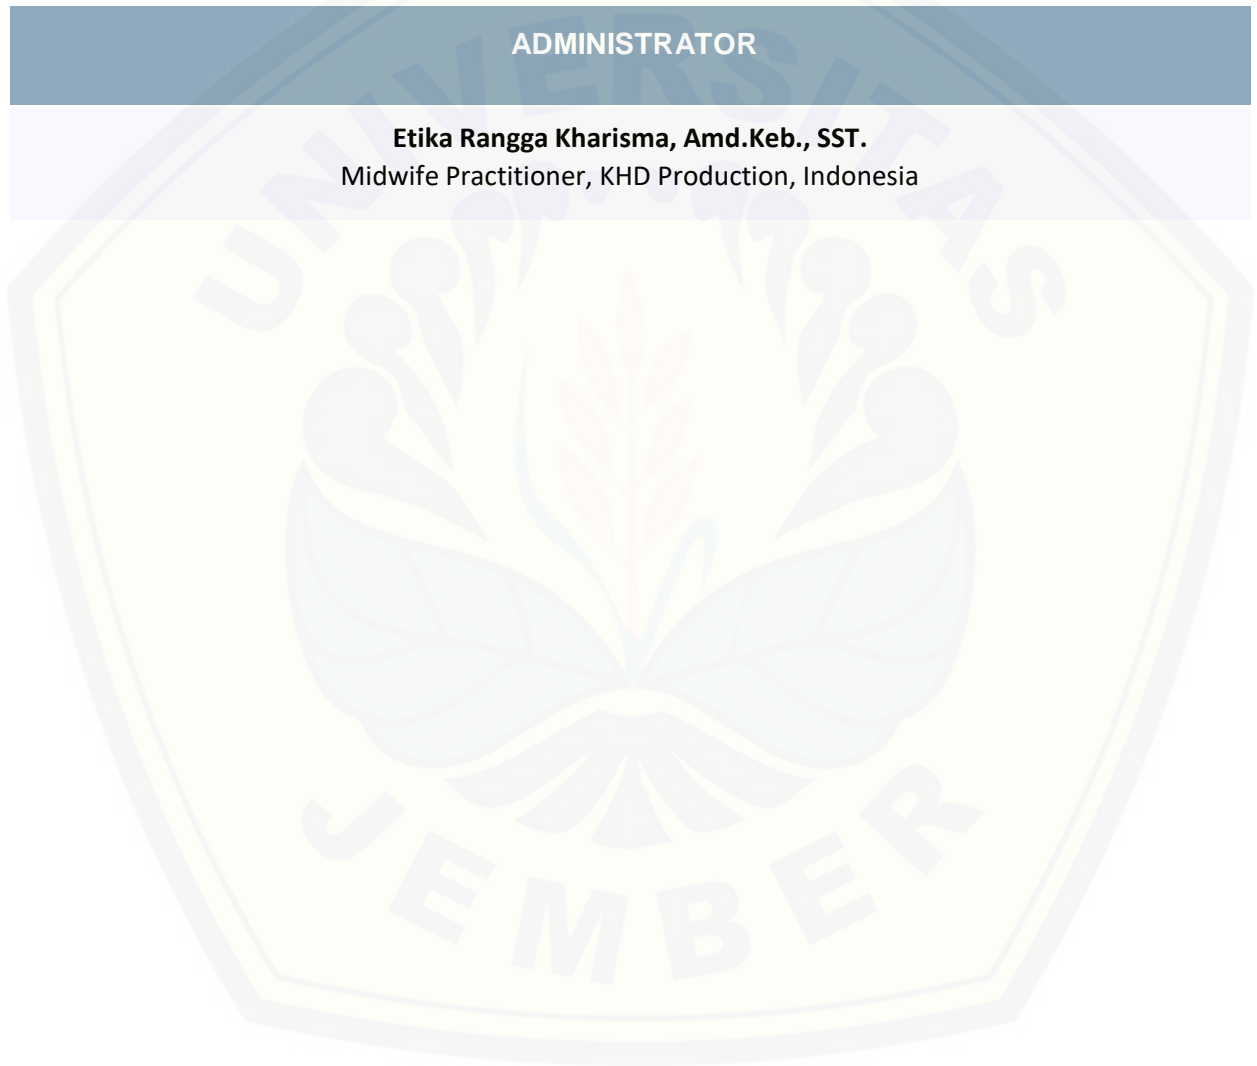 ADMINISTRATOR
Etika Rangga Kharisma, Amd.Keb., SST.
Midwife Practitioner, KHD Production, Indonesia
UNIVERSITAS
JEMBER